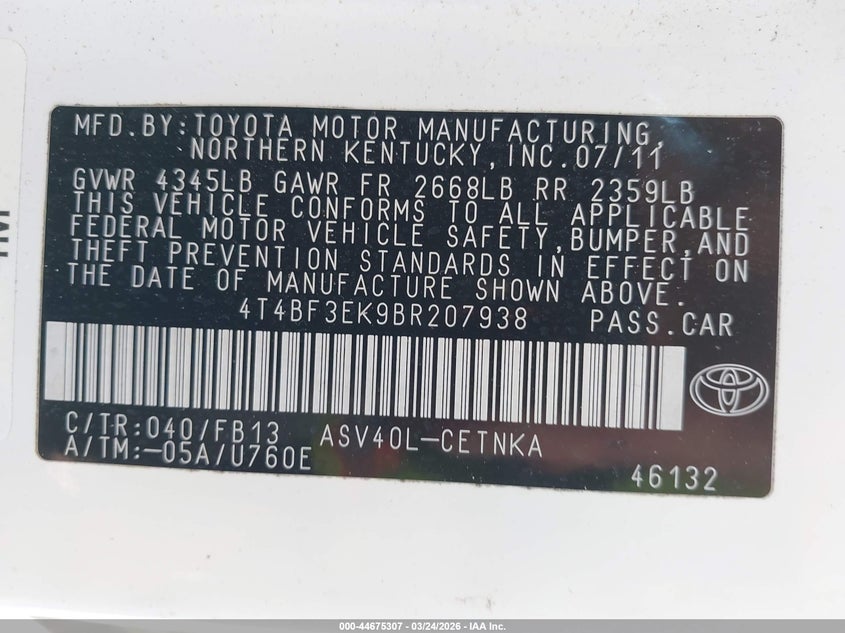 MFD.BY:TOYOTA MOTOR MANUFACTURING,
NORTHERN KENTUCKY,INC.07/11
GVWR 4345LB GAWR FR 2668LB RR 2359LB
THIS VEHICLE CONFORMS TO ALL APPLICABLE
FEDERAL MOTOR VEHICLE SAFETY,BUMPER,AND
THEFT PREVENTION STANDARDS IN EFFECT ON
THE DATE OF MANUFACTURE SHOWN ABOVE.
4T4BF3EK9BR207938 PASS.CAR
C/TR:040/FB13 ASV40L-CETNKA
A/TM:-05A/U760E
46132
000-44675307 | 03/24/2026 - IAA Inc.